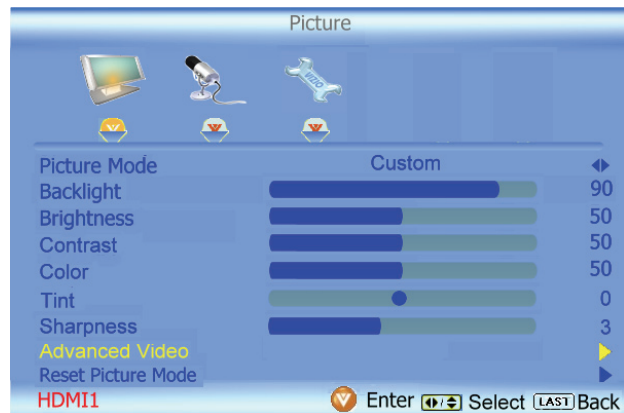 Picture
VIZIO
Picture Mode Custom
Backlight 90
Brightness 50
Contrast 50
Color 50
Tint 0
Sharpness 3
Advanced Video
Reset Picture Mode
HDMI1 Enter Select LAST Back